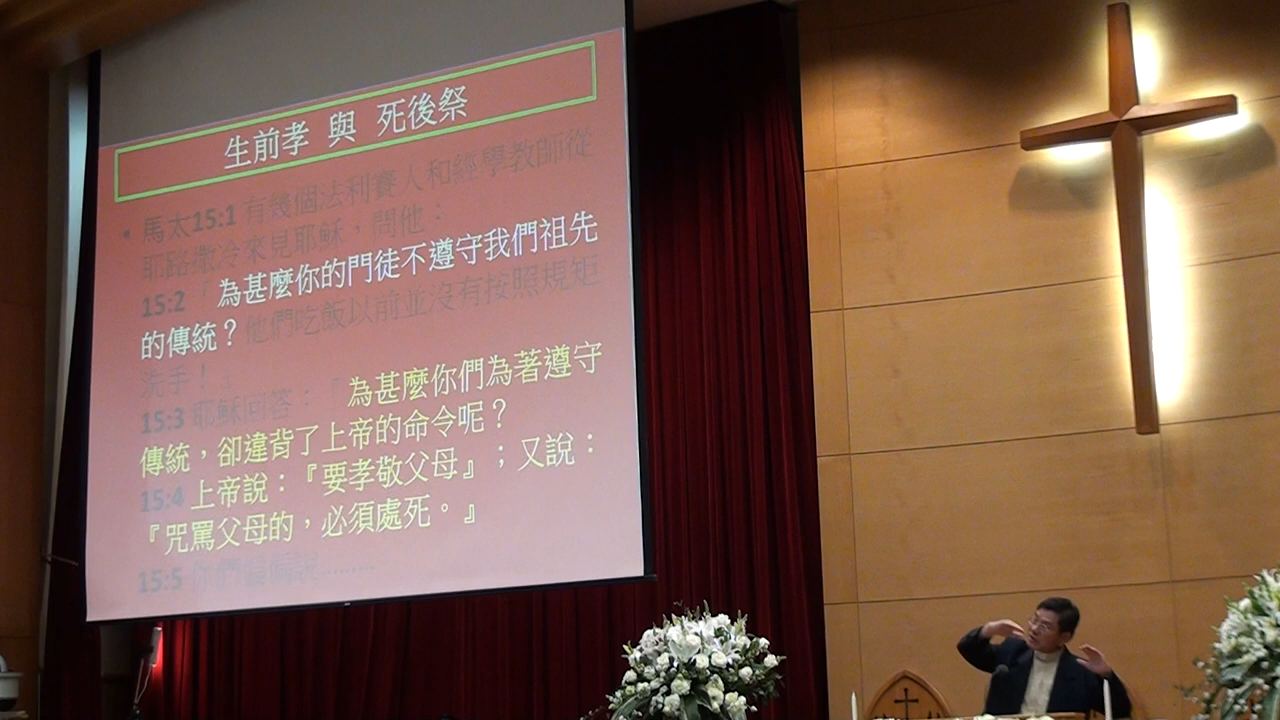 生前孝 與 死後祭
馬太15:1 有幾個法利賽人和經學教師從
耶路撒冷來見耶穌,問他:
15:2「為甚麼你的門徒不遵守我們祖先
的傳統?他們吃飯以前並沒有按照規矩
洗手!」
15:3 耶穌回答:「為甚麼你們為著遵守
傳統,卻違背了上帝的命令呢?
15:4 上帝說:『要孝敬父母』;又說:
『咒罵父母的,必須處死。』
15:5 你們偏偏說………